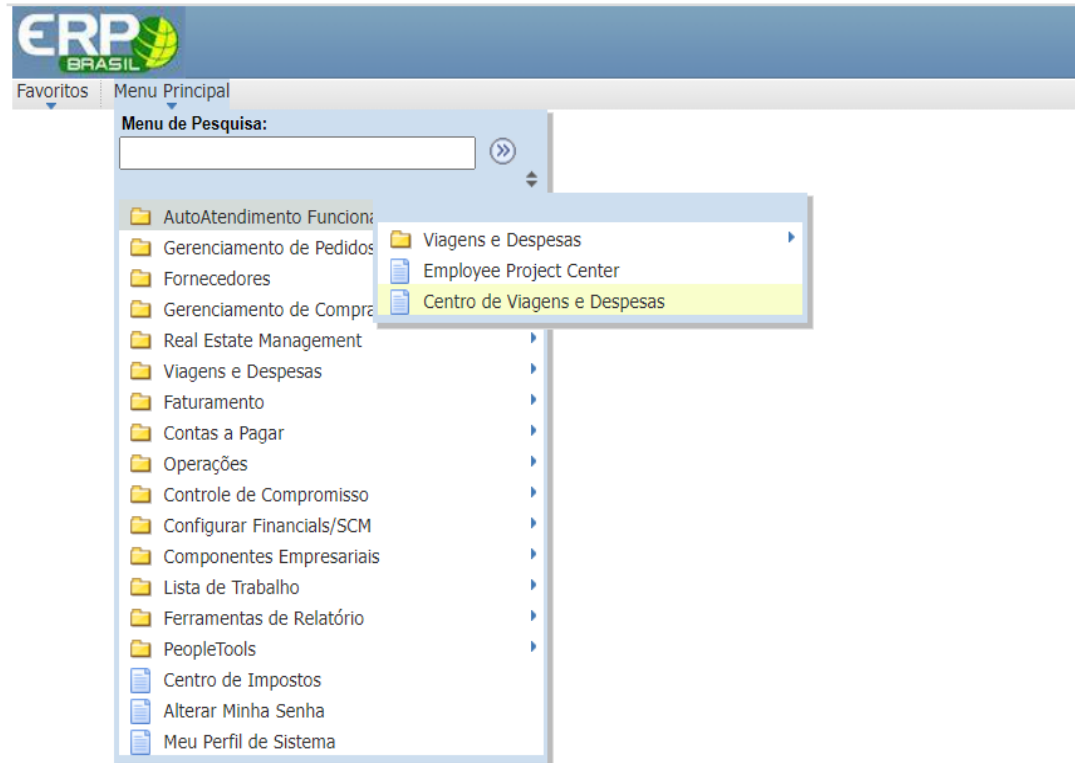 ERP
BRASIL
Favoritos Menu Principal
Menu de Pesquisa:
AutoAtendimento
Gerenciamento de Pedidos
Fornecedores
Gerenciamento de
Real Estate Management
Viagens e Despesas
Faturamento
Contas a Pagar
Operações
Controle de Compromisso
Configurar Financials/SCM
Componentes Empresariais
Lista de Trabalho
Ferramentas de Relatório
PeopleTools
Centro de Impostos
Alterar Minha Senha
Meu Perfil de Sistema
Viagens e Despesas
Employee Project Center
Centro de Viagens e Despesas